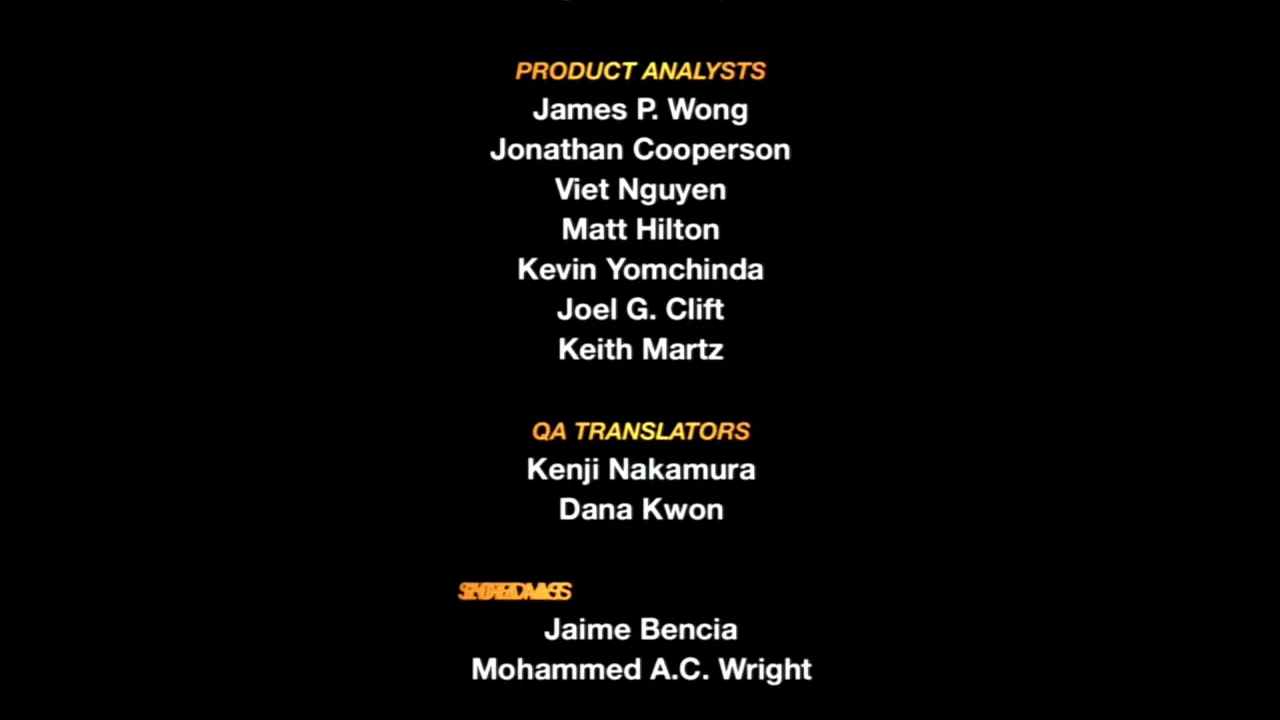 PRODUCT ANALYSTS
James P. Wong
Jonathan Cooperson
Viet Nguyen
Matt Hilton
Kevin Yomchinda
Joel G. Clift
Keith Martz
QA TRANSLATORS
Kenji Nakamura
Dana Kwon
Jaime Bencia
Mohammed A.C. Wright